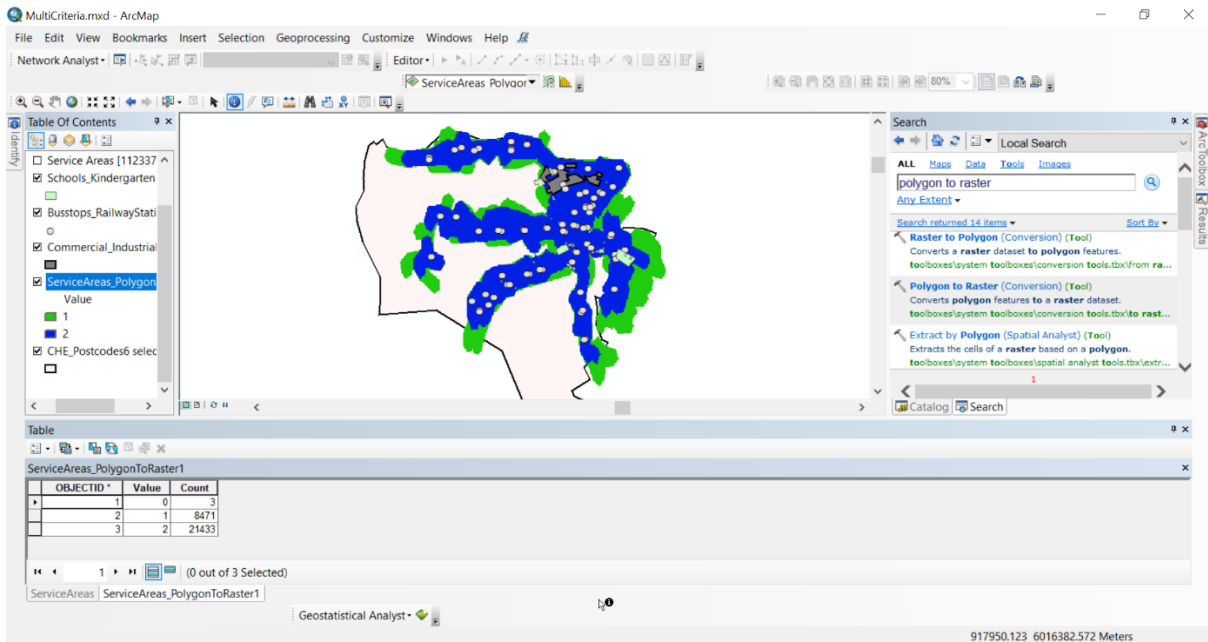 MultiCriteria.mxd - ArcMap
File Edit View Bookmarks Insert Selection Geoprocessing Customize Windows Help
Network Analyst Editor
ServiceAreas Polygor 80%
Identify
Table Of Contents
Service Areas [112337
Schools_Kindergarten
Busstops_RailwayStati
Commercial_Industrial
ServiceAreas_Polygon
Value
1
2
CHE_Postcodes6 selec
Search
Local Search
ALL Maps Data Tools Images
polygon to raster
Any Extent
Search returned 14 items Sort By
Raster to Polygon (Conversion) (Tool)
Converts a raster dataset to polygon features.
toolboxes\system toolboxes\conversion tools.tbx\from ra...
Polygon to Raster (Conversion) (Tool)
Converts polygon features to a raster dataset.
toolboxes\system toolboxes\conversion tools.tbx\to rast...
Extract by Polygon (Spatial Analyst) (Tool)
Extracts the cells of a raster based on a polygon.
toolboxes\system toolboxes\spatial analyst tools.tbx\extr...
1
Catalog Search
ArcToolbox
Results
Table
ServiceAreas_PolygonToRaster1
OBJECTID * Value Count
1 0 3
2 1 8471
3 2 21433
1 (0 out of 3 Selected)
ServiceAreas ServiceAreas_PolygonToRaster1
Geostatistical Analyst
917950.123 6016382.572 Meters